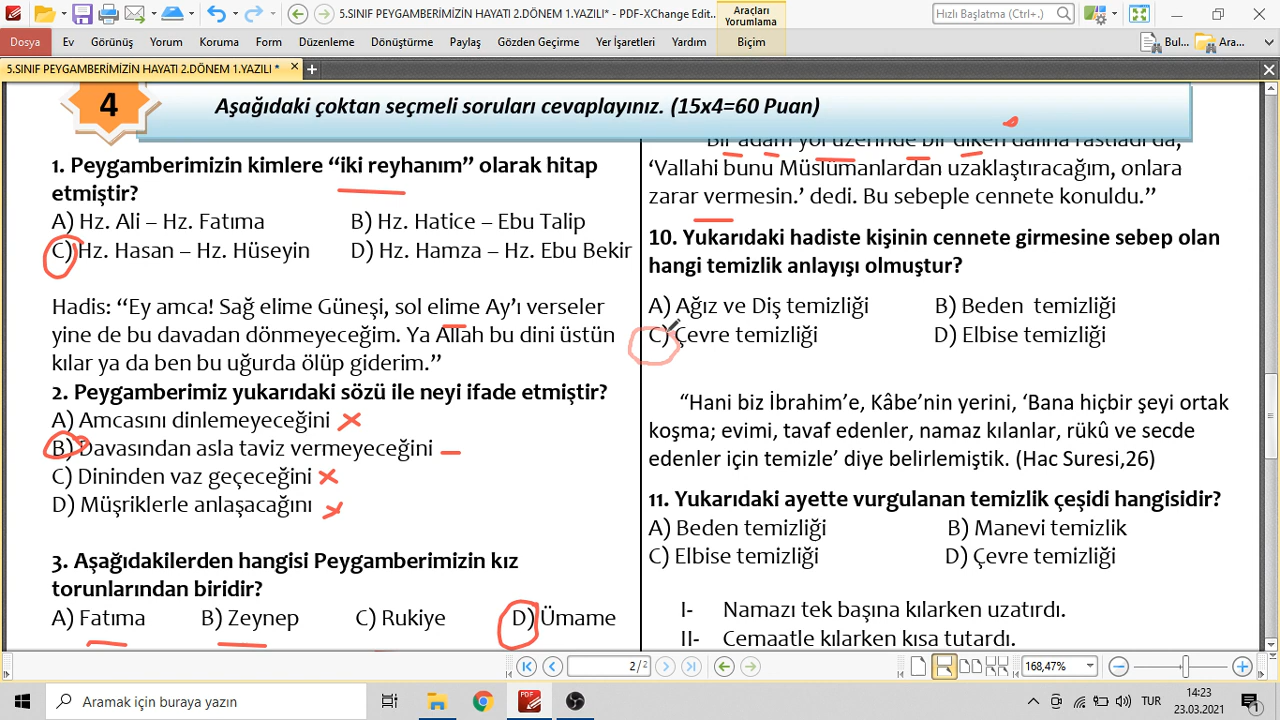 5.SINIF PEYGAMBERİMİZİN HAYATI 2.DÖNEM 1.YAZILI* - PDF-XChange Edit...
Araçları
Yorumlama
Hızlı Başlatma (Ctrl+.)
Dosya
Ev
Görünüş
Yorum
Koruma
Form
Düzenleme
Dönüştürme
Paylaş
Gözden Geçirme
Yer İşaretleri
Yardım
Biçim
Bul...
Ara...
5.SINIF PEYGAMBERİMİZİN HAYATI 2.DÖNEM 1.YAZILI *
4
Aşağıdaki çoktan seçmeli soruları cevaplayınız. (15x4=60 Puan)
1. Peygamberimizin kimlere “iki reyhanım” olarak hitap
etmiştir?
A) Hz. Ali – Hz. Fatıma B) Hz. Hatice – Ebu Talip
C) Hz. Hasan – Hz. Hüseyin D) Hz. Hamza – Hz. Ebu Bekir
Hadis: “Ey amca! Sağ elime Güneşi, sol elime Ay’ı verseler
yine de bu davadan dönmeyeceğim. Ya Allah bu dini üstün
kılar ya da ben bu uğurda ölüp giderim.”
2. Peygamberimiz yukarıdaki sözü ile neyi ifade etmiştir?
A) Amcasını dinlemeyeceğini
B) Davasından asla taviz vermeyeceğini
C) Dininden vaz geçeceğini
D) Müşriklerle anlaşacağını
3. Aşağıdakilerden hangisi Peygamberimizin kız
torunlarından biridir?
A) Fatıma B) Zeynep C) Rukiye D) Ümame
Bir adam yol üzerinde bir diken dalına rastladı da,
‘Vallahi bunu Müslümanlardan uzaklaştıracağım, onlara
zarar vermesin.’ dedi. Bu sebeple cennete konuldu.”
10. Yukarıdaki hadiste kişinin cennete girmesine sebep olan
hangi temizlik anlayışı olmuştur?
A) Ağız ve Diş temizliği B) Beden temizliği
C) Çevre temizliği D) Elbise temizliği
“Hani biz İbrahim’e, Kâbe’nin yerini, ‘Bana hiçbir şeyi ortak
koşma; evimi, tavaf edenler, namaz kılanlar, rükû ve secde
edenler için temizle’ diye belirlemiştik. (Hac Suresi,26)
11. Yukarıdaki ayette vurgulanan temizlik çeşidi hangisidir?
A) Beden temizliği B) Manevi temizlik
C) Elbise temizliği D) Çevre temizliği
I- Namazı tek başına kılarken uzatırdı.
II- Cemaatle kılarken kısa tutardı.
2/2
168,47%
Aramak için buraya yazın
PDF
TUR
14:23
23.03.2021
1